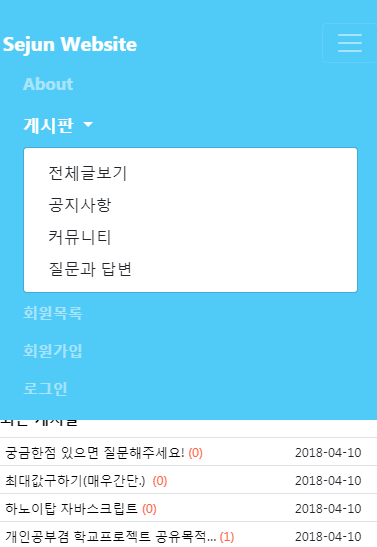 Sejun Website
About
게시판
전체글보기
공지사항
커뮤니티
질문과 답변
회원목록
회원가입
로그인
최근 게시글
궁금한점 있으면 질문해주세요! (0) 2018-04-10
최대값구하기(매우간단.) (0) 2018-04-10
하노이탑 자바스크립트 (0) 2018-04-10
개인공부겸 학교프로젝트 공유목적... (1) 2018-04-10